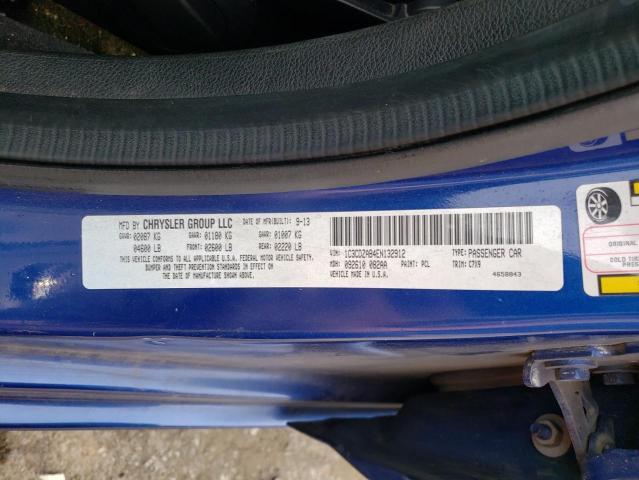 MFD BY CHRYSLER GROUP LLC DATE OF MFR(BUILT): 9-13
GVWR: 02087 KG GAWR: 01180 KG GAWR: 01007 KG
04600 LB FRONT: 02600 LB REAR: 02220 LB
THIS VEHICLE CONFORMS TO ALL APPLICABLE U.S.A. FEDERAL MOTOR VEHICLE SAFETY,
BUMPER AND THEFT PREVENTION STANDARDS IN EFFECT ON
THE DATE OF MANUFACTURE SHOWN ABOVE.
VIN: 1C3CDZAB4EN132912 TYPE: PASSENGER CAR
MDH: 092610 082AA PAINT: PCL TRIM: C7X9
VEHICLE MADE IN U.S.A. 4658043
ORIGINAL
COLD TIRE